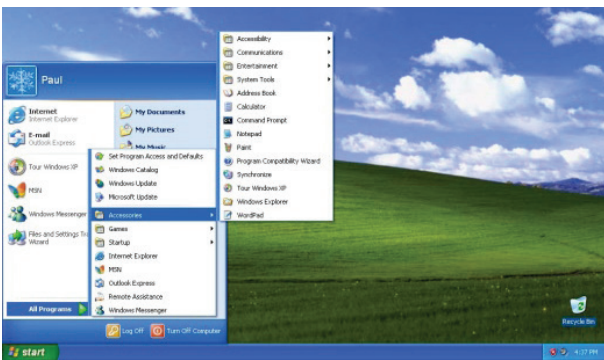 Paul
Internet
Internet Explorer
E-mail
Outlook Express
Tour Windows XP
MSN
Windows Messenger
Files and Settings Tra
Wizard
All Programs
My Documents
My Pictures
My Music
Set Program Access and Defaults
Windows Catalog
Windows Update
Microsoft Update
Accessories
Games
Startup
Internet Explorer
MSN
Outlook Express
Remote Assistance
Windows Messenger
Accessibility
Communications
Entertainment
System Tools
Address Book
Calculator
Command Prompt
Notepad
Paint
Program Compatibility Wizard
Synchronize
Tour Windows XP
Windows Explorer
WordPad
Log Off
Turn Off Computer
Recycle Bin
start
4:37 PM